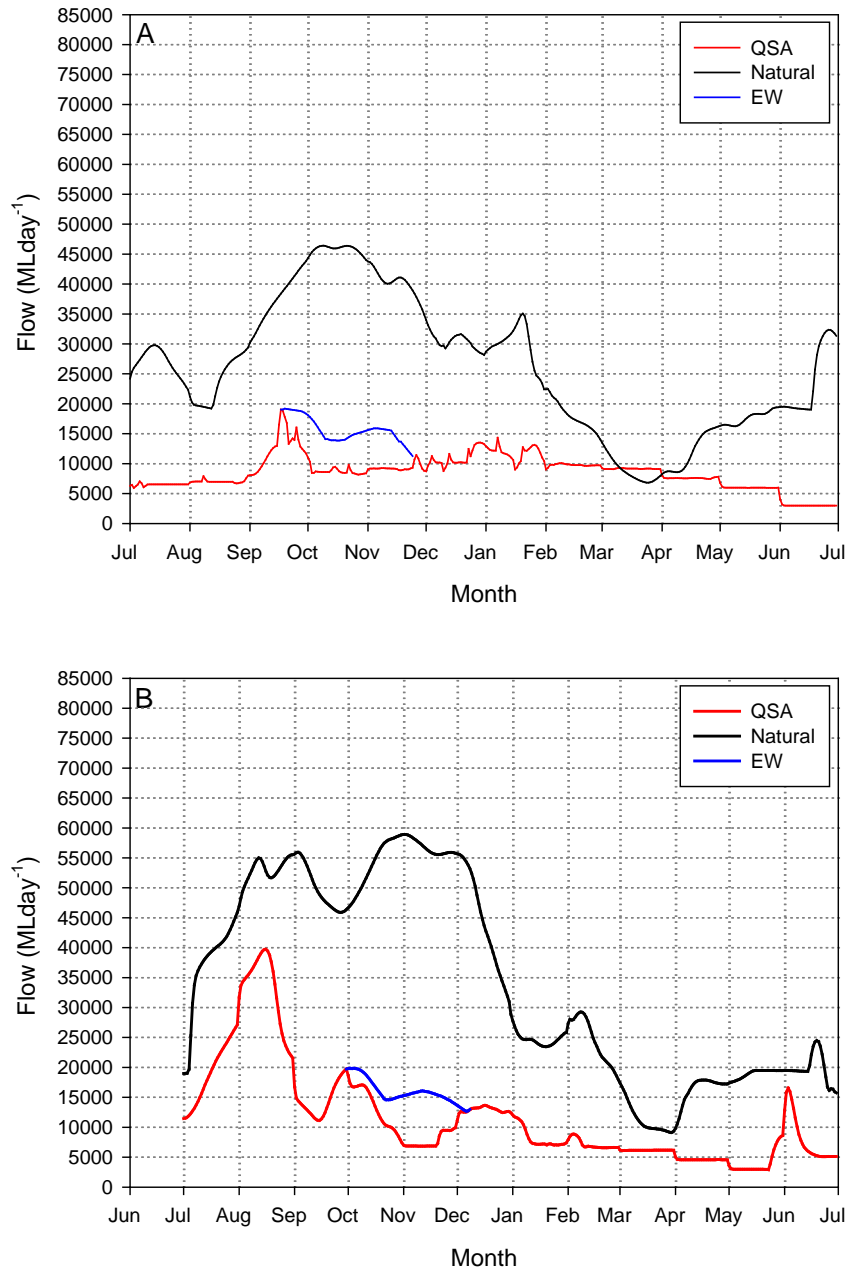 A
QSA
Natural
EW
85000
80000
75000
70000
65000
60000
55000
50000
45000
40000
35000
30000
25000
20000
15000
10000
5000
0
Flow (MLday-1)
Jul Aug Sep Oct Nov Dec Jan Feb Mar Apr May Jun Jul
Month
B
QSA
Natural
EW
85000
80000
75000
70000
65000
60000
55000
50000
45000
40000
35000
30000
25000
20000
15000
10000
5000
0
Flow (MLday-1)
Jun Jul Aug Sep Oct Nov Dec Jan Feb Mar Apr May Jun Jul
Month